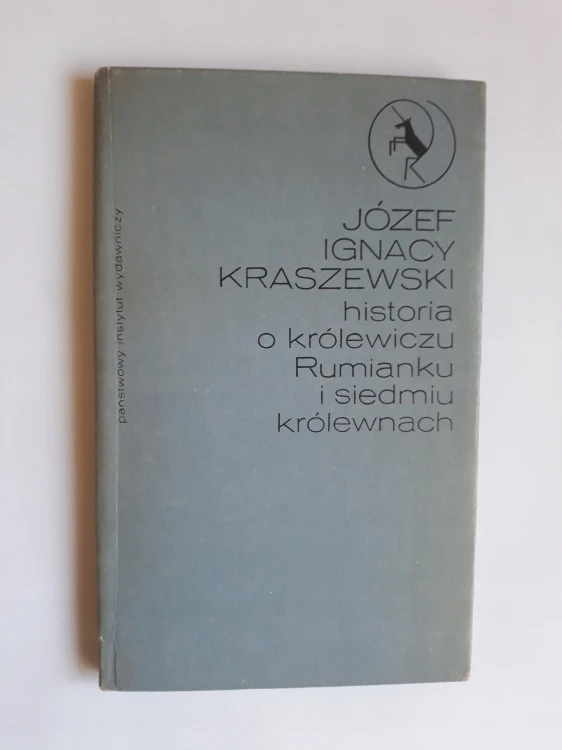 JÓZEF
IGNACY
KRASZEWSKI
historia
o królewiczu
Rumianku
i siedmiu
królewnach
państwowy instytut wydawniczy